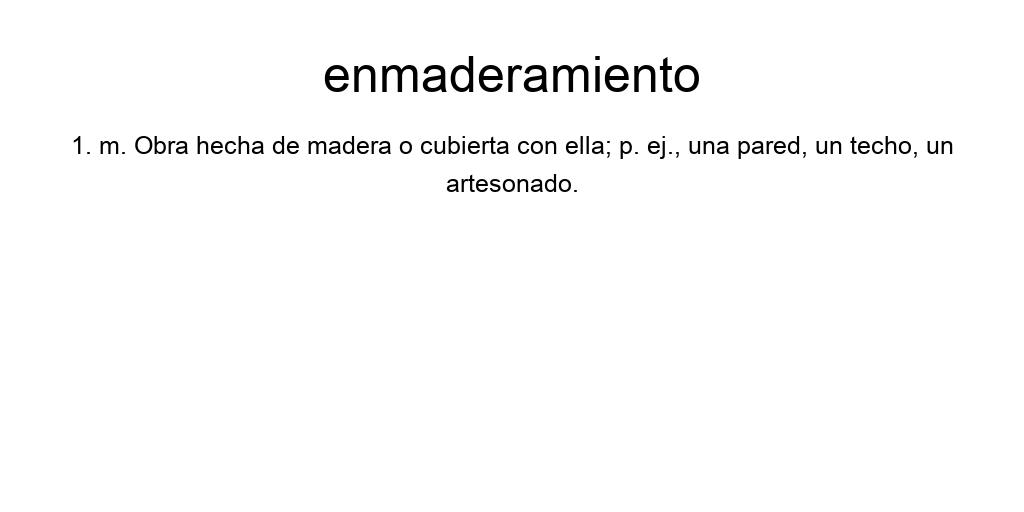 enmaderamiento
1. m. Obra hecha de madera o cubierta con ella; p. ej., una pared, un techo, un
artesonado.